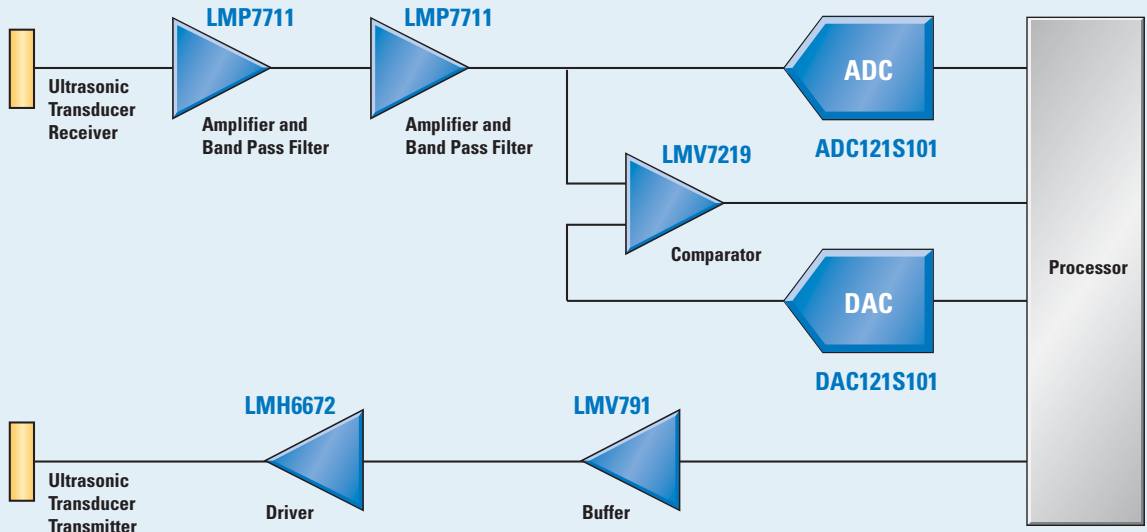 LMP7711
LMP7711
ADC
Ultrasonic
Transducer
Receiver
Amplifier and
Band Pass Filter
Amplifier and
Band Pass Filter
ADC121S101
LMV7219
Comparator
Processor
DAC
DAC121S101
LMH6672
LMV791
Ultrasonic
Transducer
Transmitter
Driver
Buffer